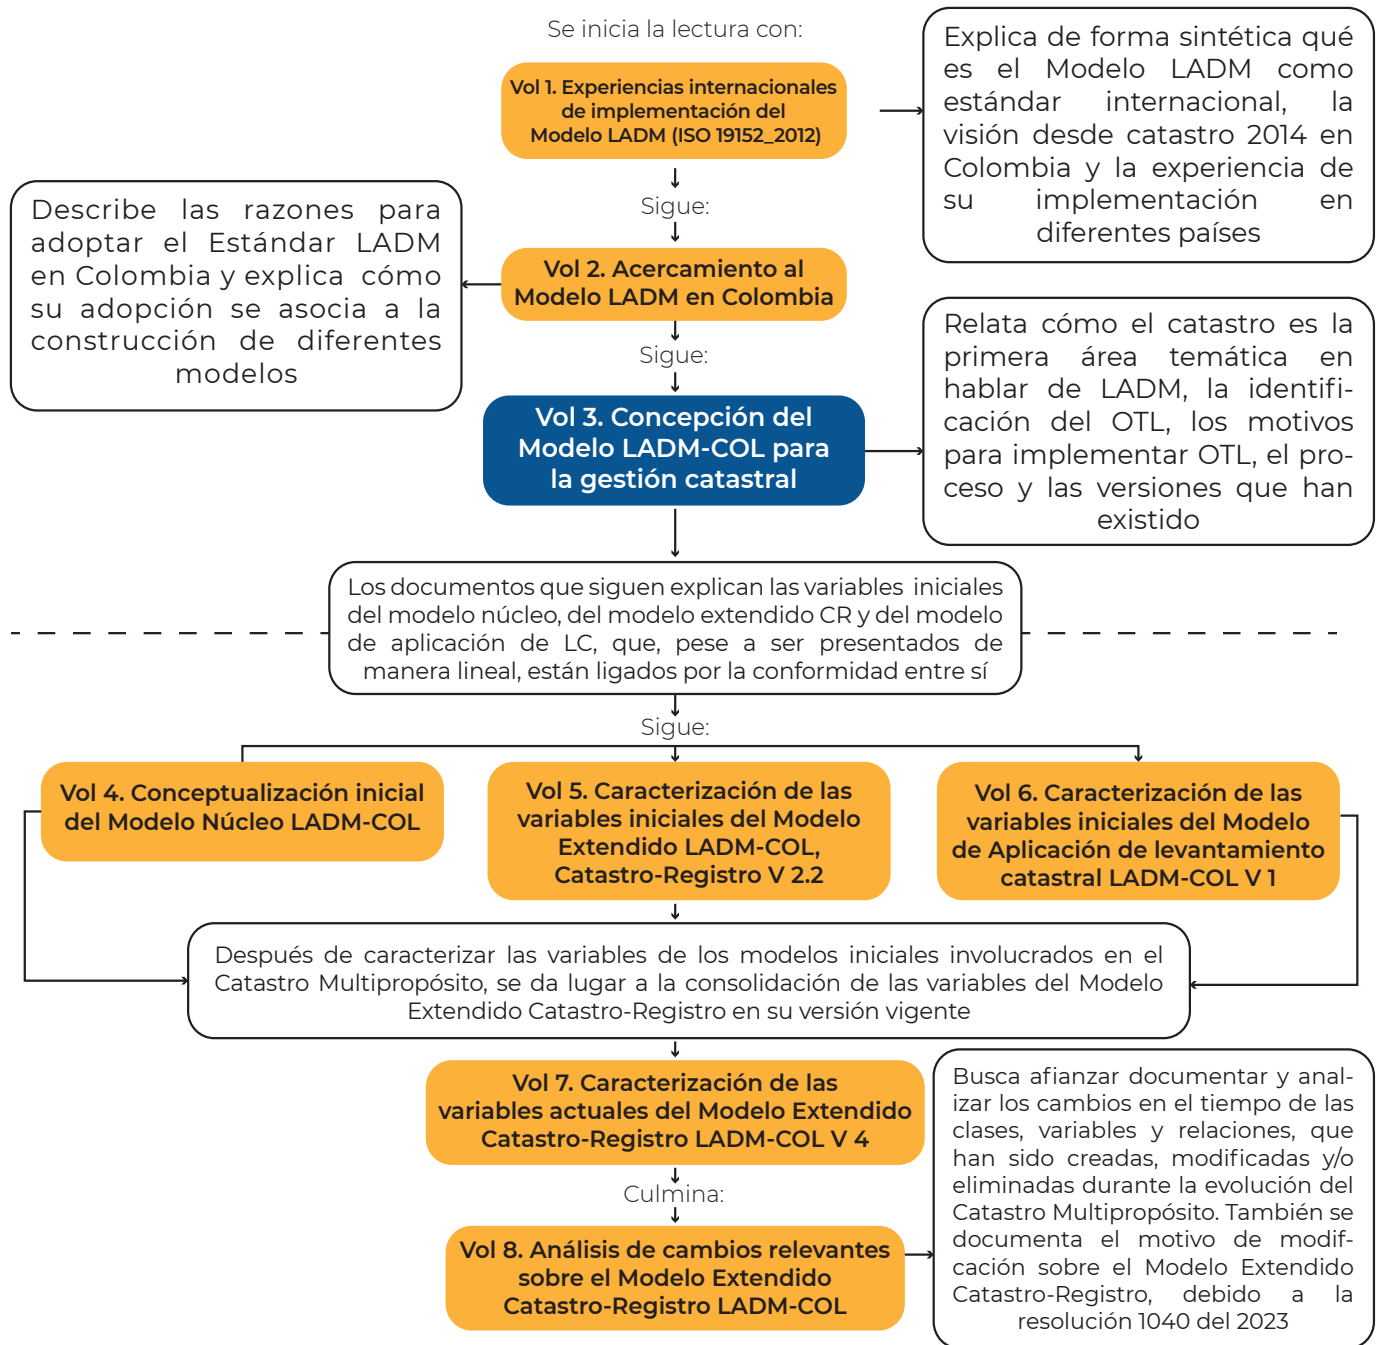 Se inicia la lectura con:
Vol 1. Experiencias internacionales
de implementación del
Modelo LADM (ISO 19152_2012)
Explica de forma sintética qué
es el Modelo LADM como
estándar internacional, la
visión desde catastro 2014 en
Colombia y la experiencia de
su implementación en
diferentes países
Sigue:
Vol 2. Acercamiento al
Modelo LADM en Colombia
Describe las razones para
adoptar el Estándar LADM
en Colombia y explica cómo
su adopción se asocia a la
construcción de diferentes
modelos
Sigue:
Vol 3. Concepción del
Modelo LADM-COL para
la gestión catastral
Relata cómo el catastro es la
primera área temática en
hablar de LADM, la identifi-
cación del OTL, los motivos
para implementar OTL, el pro-
ceso y las versiones que han
existido
Los documentos que siguen explican las variables iniciales
del modelo núcleo, del modelo extendido CR y del modelo
de aplicación de LC, que, pese a ser presentados de
manera lineal, están ligados por la conformidad entre sí
Sigue:
Vol 4. Conceptualización inicial
del Modelo Núcleo LADM-COL
Vol 5. Caracterización de las
variables iniciales del Modelo
Extendido LADM-COL,
Catastro-Registro V 2.2
Vol 6. Caracterización de las
variables iniciales del Modelo
de Aplicación de levantamiento
catastral LADM-COL V 1
Después de caracterizar las variables de los modelos iniciales involucrados en el
Catastro Multipropósito, se da lugar a la consolidación de las variables del Modelo
Extendido Catastro-Registro en su versión vigente
Vol 7. Caracterización de las
variables actuales del Modelo Extendido
Catastro-Registro LADM-COL V 4
Culmina:
Vol 8. Análisis de cambios relevantes
sobre el Modelo Extendido
Catastro-Registro LADM-COL
Busca afianzar documentar y anal-
izar los cambios en el tiempo de las
clases, variables y relaciones, que
han sido creadas, modificadas y/o
eliminadas durante la evolución del
Catastro Multipropósito. También se
documenta el motivo de modif-
cación sobre el Modelo Extendido
Catastro-Registro, debido a la
resolución 1040 del 2023